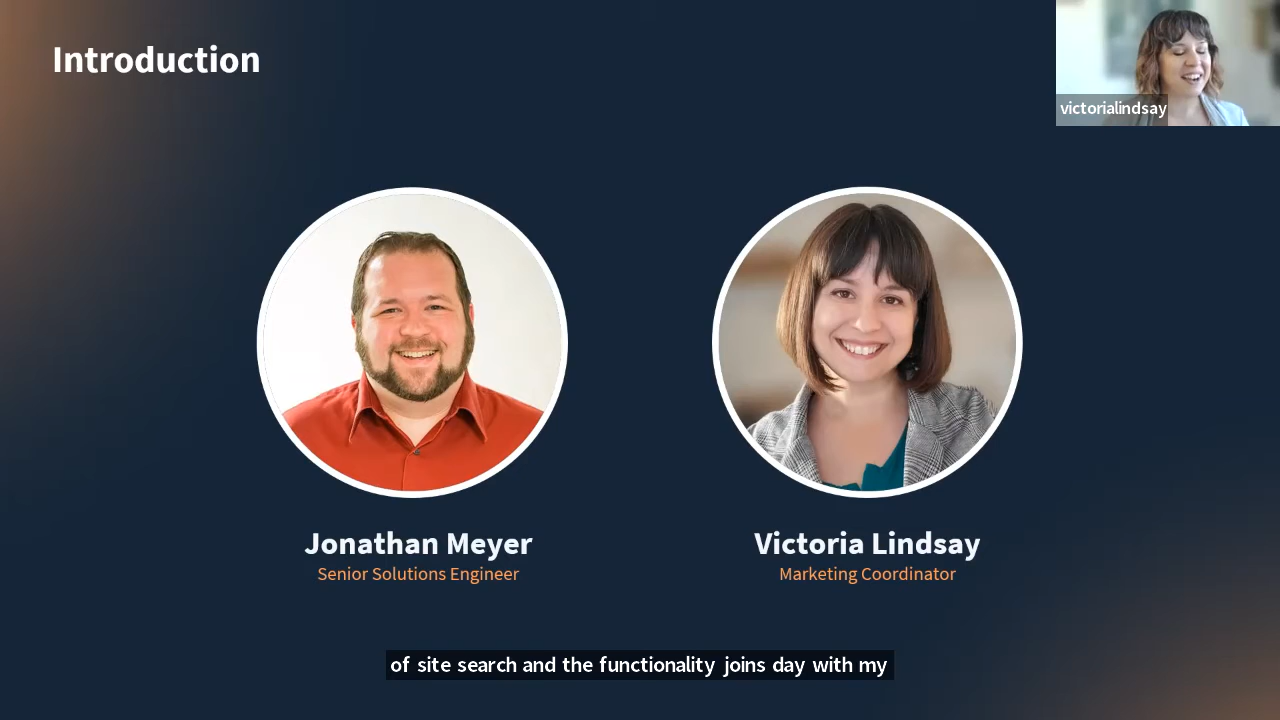 Introduction
victorialindsay
Jonathan Meyer
Senior Solutions Engineer
Victoria Lindsay
Marketing Coordinator
of site search and the functionality joins day with my